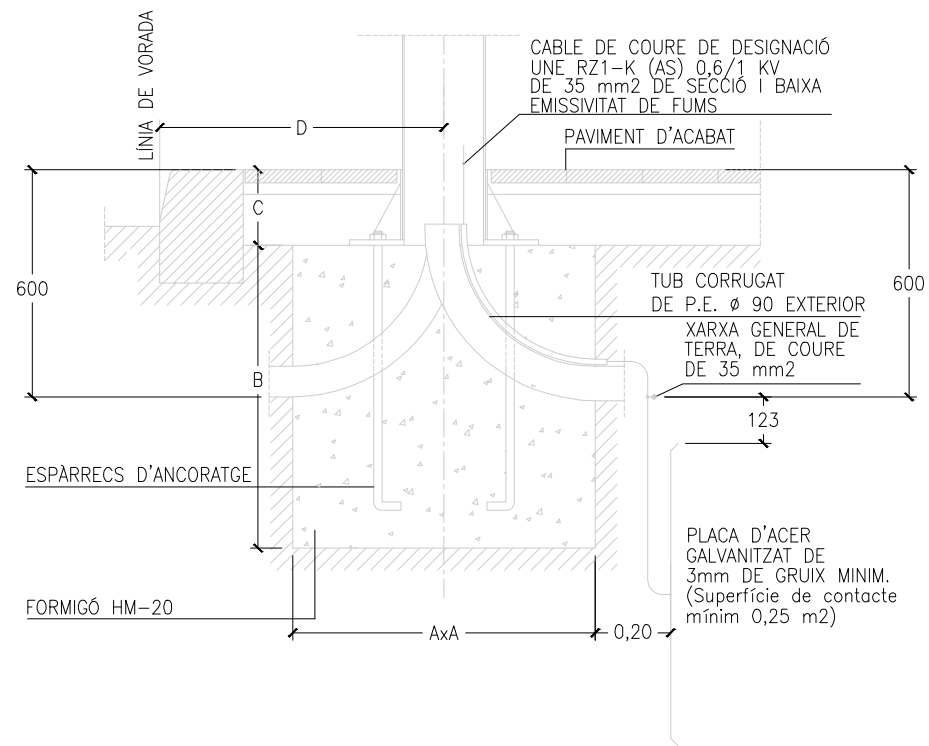 LÍNIA DE VORADA
CABLE DE COURE DE DESIGNACIÓ
UNE RZ1-K (AS) 0,6/1 KV
DE 35 mm2 DE SECCIÓ I BAIXA
EMISSIVITAT DE FUMS
D
PAVIMENT D'ACABAT
C
600
600
TUB CORRUGAT
DE P.E. ø 90 EXTERIOR
XARXA GENERAL DE
TERRA, DE COURE
DE 35 mm2
B
123
ESPÀRRECS D'ANCORATGE
PLACA D'ACER
GALVANITZAT DE
3mm DE GRUIX MINIM.
(Superfície de contacte
mínim 0,25 m2)
FORMIGÓ HM-20
AxA
0,20